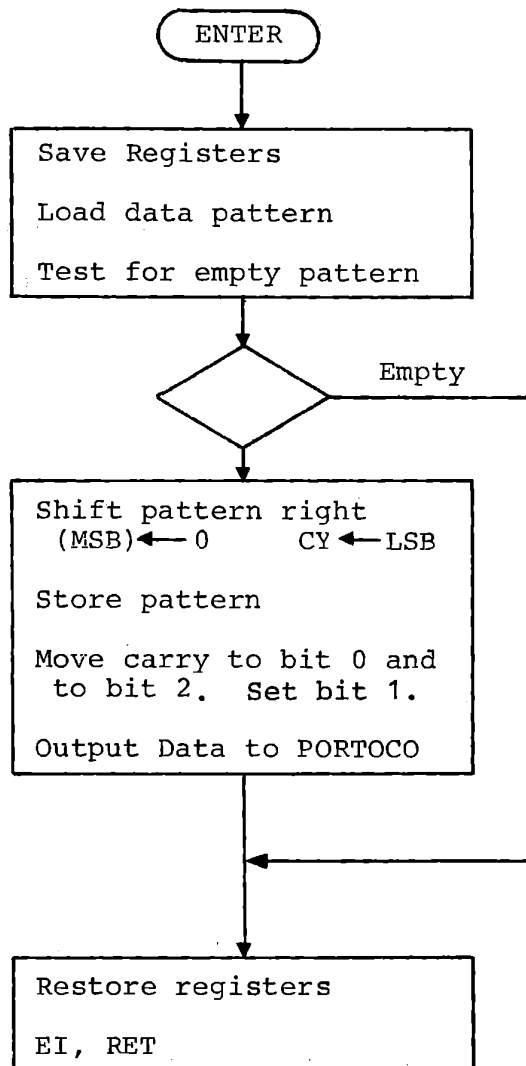 ENTER
Save Registers
Load data pattern
Test for empty pattern
Empty
Shift pattern right
(MSB)← 0 CY ← LSB
Store pattern
Move carry to bit 0 and
to bit 2. Set bit 1.
Output Data to PORTOCO
Restore registers
EI, RET